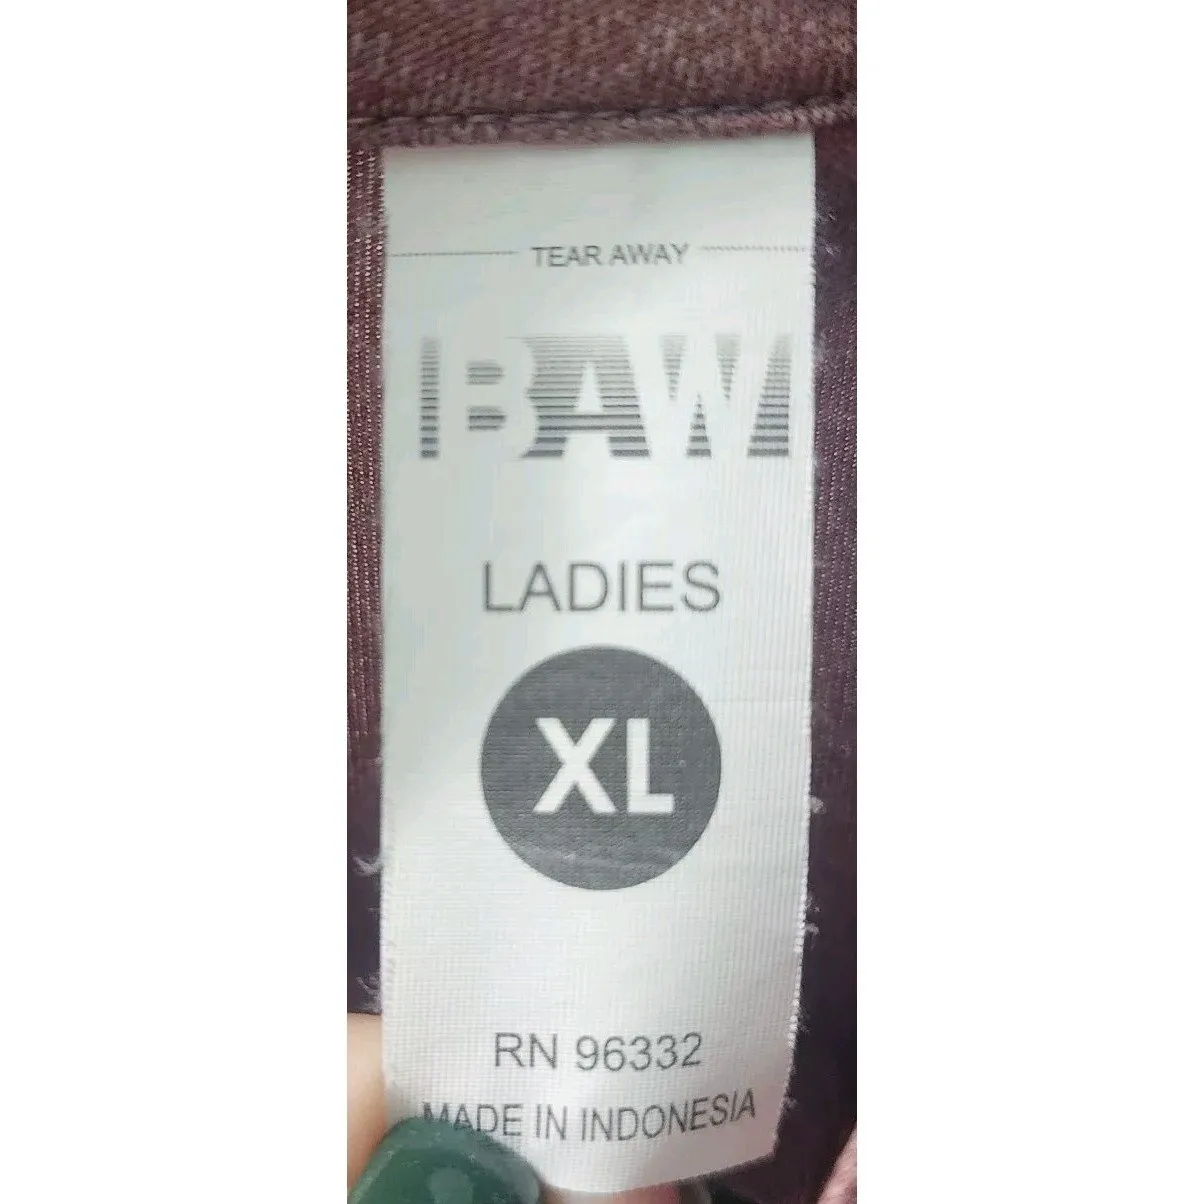 TEAR AWAY
BAW
LADIES
XL
RN 96332
MADE IN INDONESIA